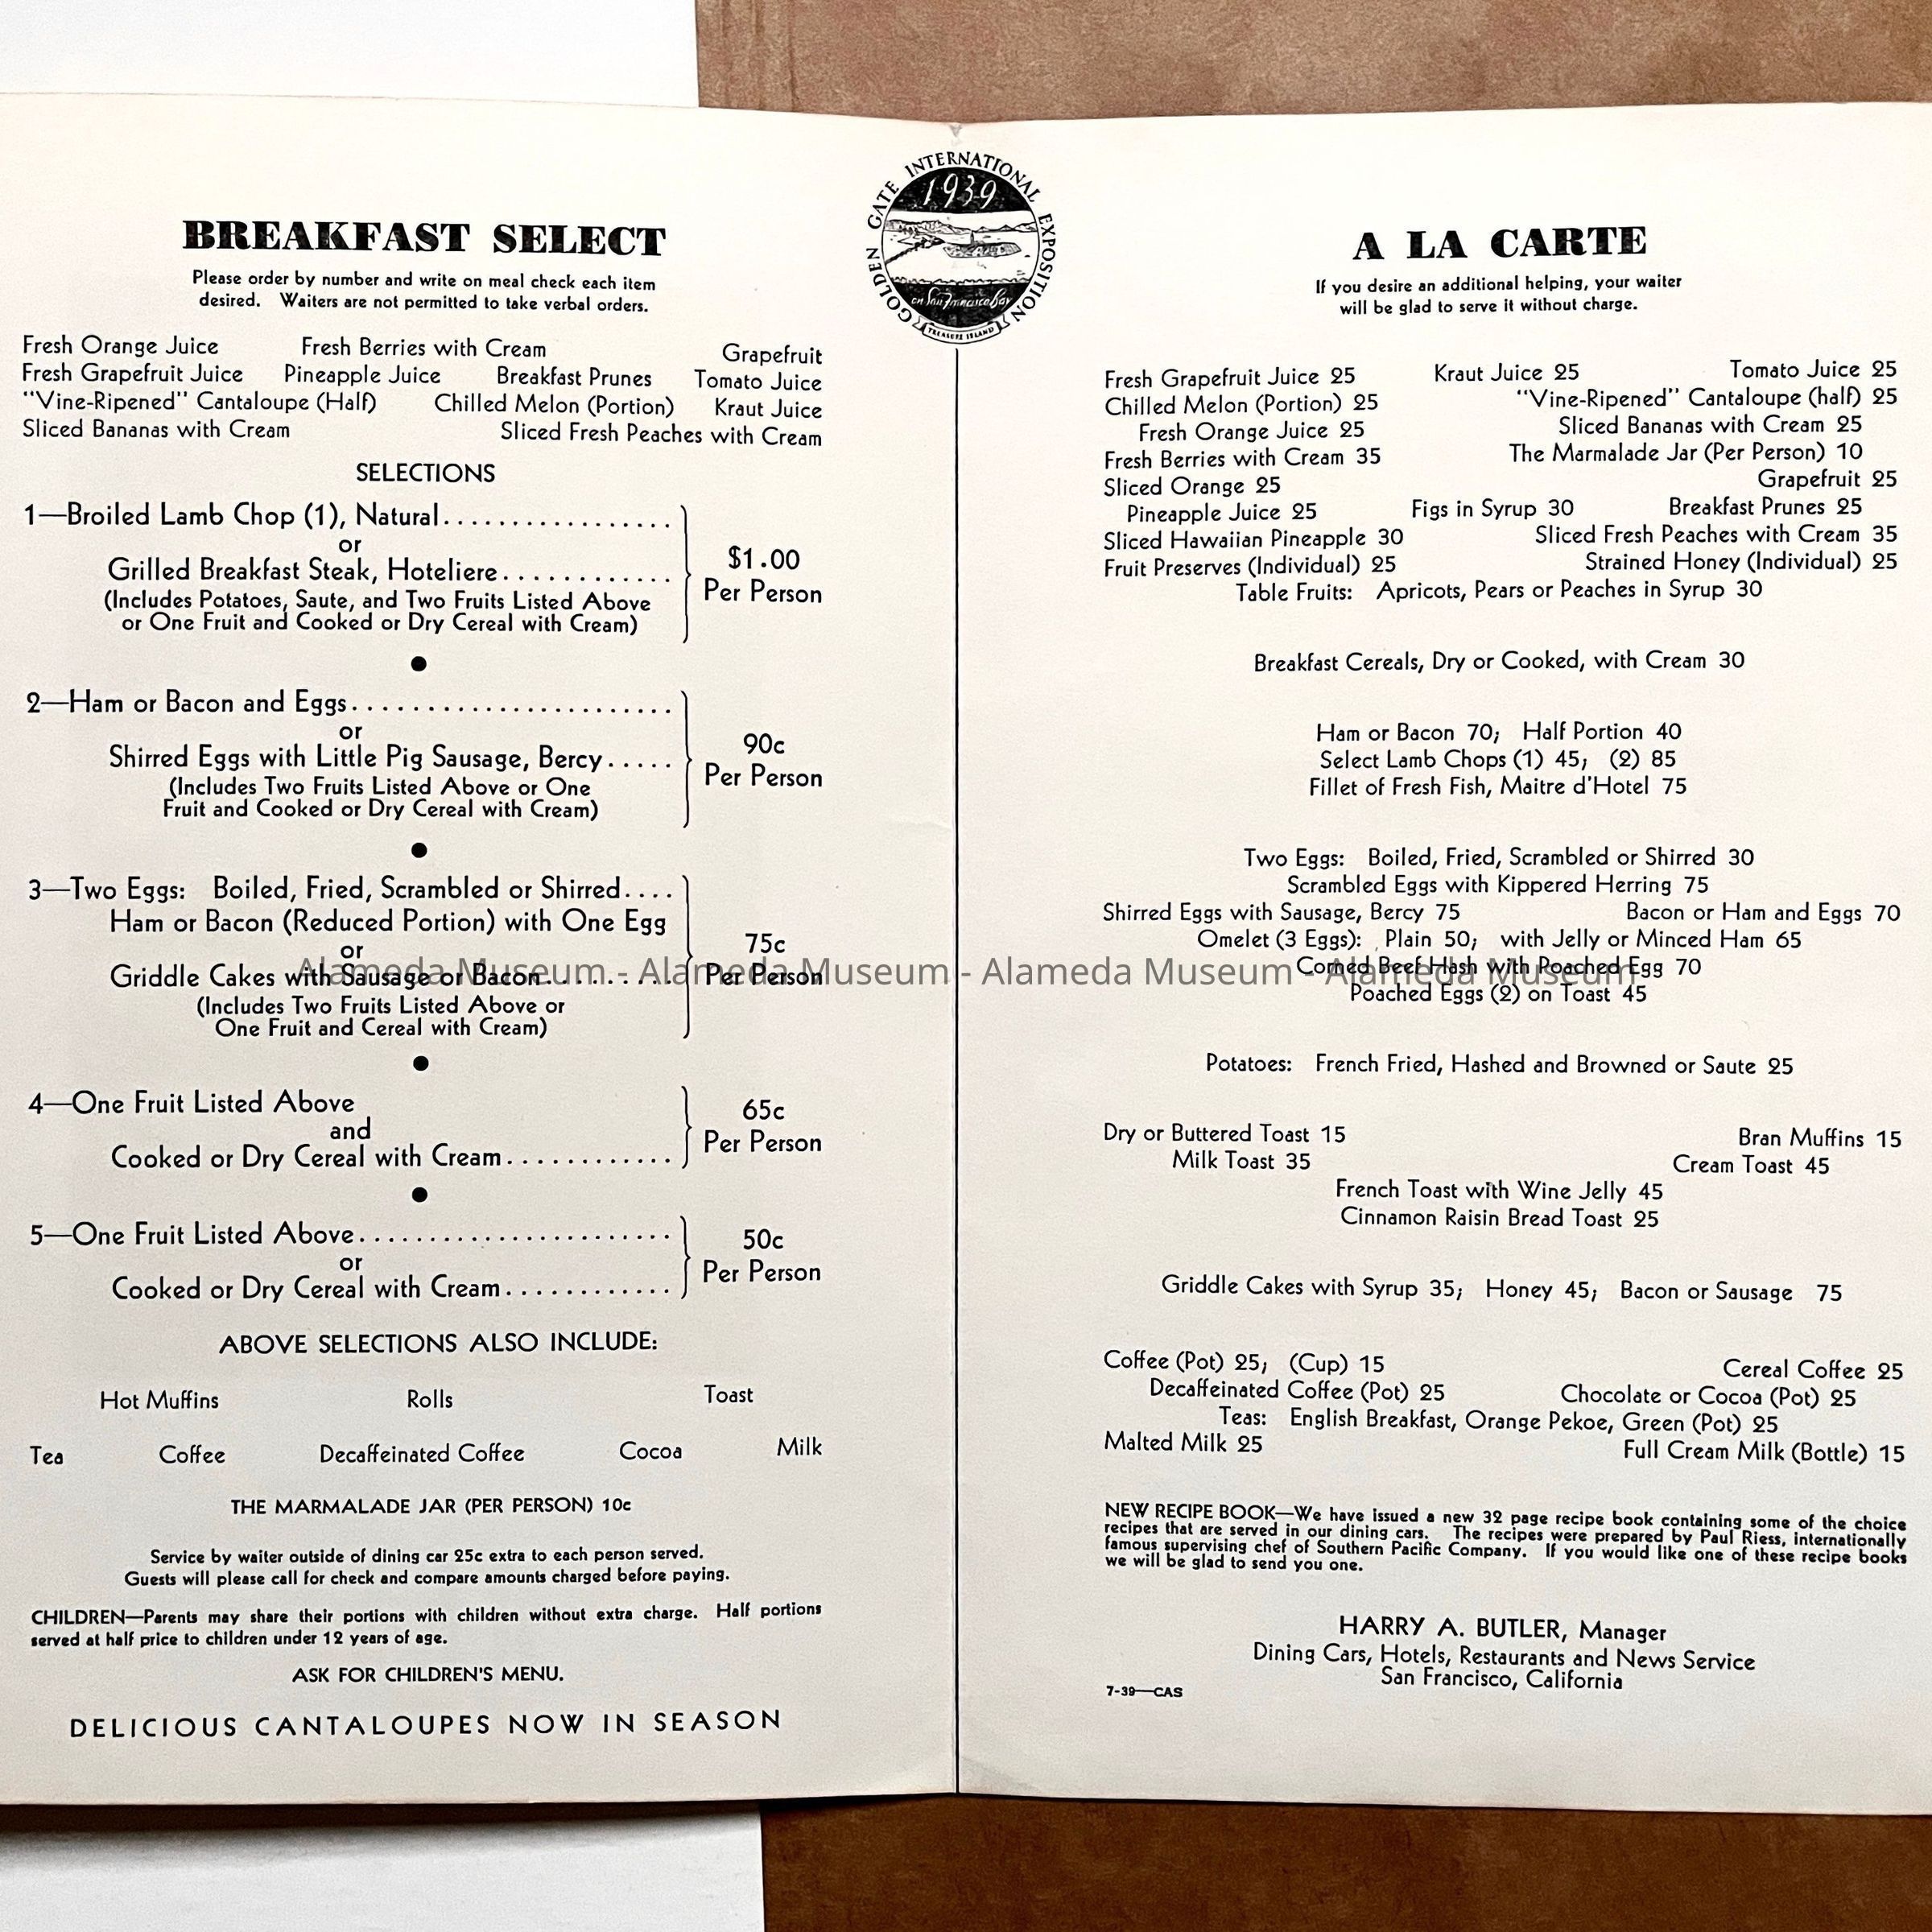 BREAKFAST SELECT
Please order by number and write on meal check each item
desired. Waiters are not permitted to take verbal orders.
Fresh Orange Juice Fresh Berries with Cream Grapefruit
Fresh Grapefruit Juice Pineapple Juice Breakfast Prunes Tomato Juice
"Vine-Ripened" Cantaloupe (Half) Chilled Melon (Portion) Kraut Juice
Sliced Bananas with Cream Sliced Fresh Peaches with Cream
SELECTIONS
1—Broiled Lamb Chop (1), Natural..................
or
Grilled Breakfast Steak, Hoteliere............
(Includes Potatoes, Saute, and Two Fruits Listed Above
or One Fruit and Cooked or Dry Cereal with Cream)
$1.00
Per Person
2—Ham or Bacon and Eggs.........................
or
Shirred Eggs with Little Pig Sausage, Bercy.....
(Includes Two Fruits Listed Above or One
Fruit and Cooked or Dry Cereal with Cream)
90c
Per Person
3—Two Eggs: Boiled, Fried, Scrambled or Shirred....
Ham or Bacon (Reduced Portion) with One Egg
or
Griddle Cakes with Sausage or Bacon..........
(Includes Two Fruits Listed Above or
One Fruit and Cereal with Cream)
75c
Per Person
4—One Fruit Listed Above
and
Cooked or Dry Cereal with Cream............
65c
Per Person
5—One Fruit Listed Above........................
or
Cooked or Dry Cereal with Cream............
50c
Per Person
ABOVE SELECTIONS ALSO INCLUDE:
Hot Muffins Rolls Toast
Tea Coffee Decaffeinated Coffee Cocoa Milk
THE MARMALADE JAR (PER PERSON) 10c
Service by waiter outside of dining car 25c extra to each person served.
Guests will please call for check and compare amounts charged before paying.
CHILDREN—Parents may share their portions with children without extra charge. Half portions
served at half price to children under 12 years of age.
ASK FOR CHILDREN'S MENU.
DELICIOUS CANTALOUPES NOW IN SEASON
GOLDEN GATE INTERNATIONAL EXPOSITION
1939
on San Francisco Bay
TREASURE ISLAND
A LA CARTE
If you desire an additional helping, your waiter
will be glad to serve it without charge.
Fresh Grapefruit Juice 25 Kraut Juice 25 Tomato Juice 25
Chilled Melon (Portion) 25 "Vine-Ripened" Cantaloupe (half) 25
Fresh Orange Juice 25 Sliced Bananas with Cream 25
Fresh Berries with Cream 35 The Marmalade Jar (Per Person) 10
Sliced Orange 25 Grapefruit 25
Pineapple Juice 25 Figs in Syrup 30 Breakfast Prunes 25
Sliced Hawaiian Pineapple 30 Sliced Fresh Peaches with Cream 35
Fruit Preserves (Individual) 25 Strained Honey (Individual) 25
Table Fruits: Apricots, Pears or Peaches in Syrup 30
Breakfast Cereals, Dry or Cooked, with Cream 30
Ham or Bacon 70; Half Portion 40
Select Lamb Chops (1) 45; (2) 85
Fillet of Fresh Fish, Maitre d'Hotel 75
Two Eggs: Boiled, Fried, Scrambled or Shirred 30
Scrambled Eggs with Kippered Herring 75
Shirred Eggs with Sausage, Bercy 75 Bacon or Ham and Eggs 70
Omelet (3 Eggs): Plain 50; with Jelly or Minced Ham 65
Corned Beef Hash with Poached Egg 70
Poached Eggs (2) on Toast 45
Potatoes: French Fried, Hashed and Browned or Saute 25
Dry or Buttered Toast 15 Bran Muffins 15
Milk Toast 35 Cream Toast 45
French Toast with Wine Jelly 45
Cinnamon Raisin Bread Toast 25
Griddle Cakes with Syrup 35; Honey 45; Bacon or Sausage 75
Coffee (Pot) 25; (Cup) 15 Cereal Coffee 25
Decaffeinated Coffee (Pot) 25 Chocolate or Cocoa (Pot) 25
Teas: English Breakfast, Orange Pekoe, Green (Pot) 25
Malted Milk 25 Full Cream Milk (Bottle) 15
NEW RECIPE BOOK—We have issued a new 32 page recipe book containing some of the choice
recipes that are served in our dining cars. The recipes were prepared by Paul Riess, internationally
famous supervising chef of Southern Pacific Company. If you would like one of these recipe books
we will be glad to send you one.
HARRY A. BUTLER, Manager
Dining Cars, Hotels, Restaurants and News Service
San Francisco, California
7-39—CAS
Alameda Museum - Alameda Museum - Alameda Museum - Alameda Museum